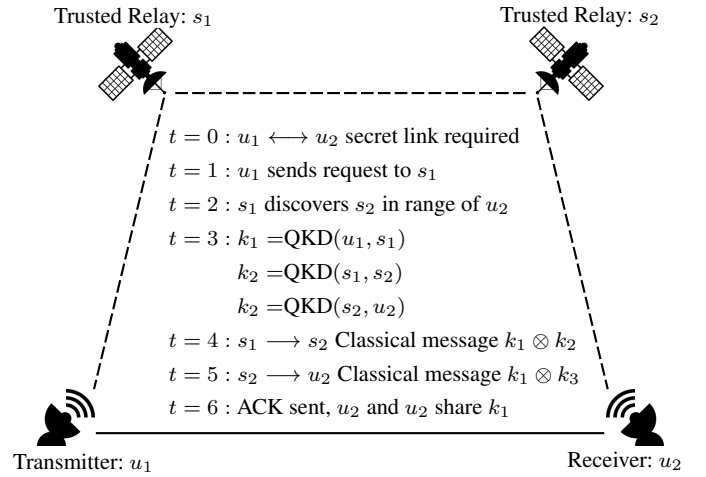 Trusted Relay: s₁
Trusted Relay: s₂
t = 0 : u₁ ⟷ u₂ secret link required
t = 1 : u₁ sends request to s₁
t = 2 : s₁ discovers s₂ in range of u₂
t = 3 : k₁ =QKD(u₁, s₁)
k₂ =QKD(s₁, s₂)
k₂ =QKD(s₂, u₂)
t = 4 : s₁ ⟶ s₂ Classical message k₁ ⊗ k₂
t = 5 : s₂ ⟶ u₂ Classical message k₁ ⊗ k₃
t = 6 : ACK sent, u₂ and u₂ share k₁
Transmitter: u₁
Receiver: u₂